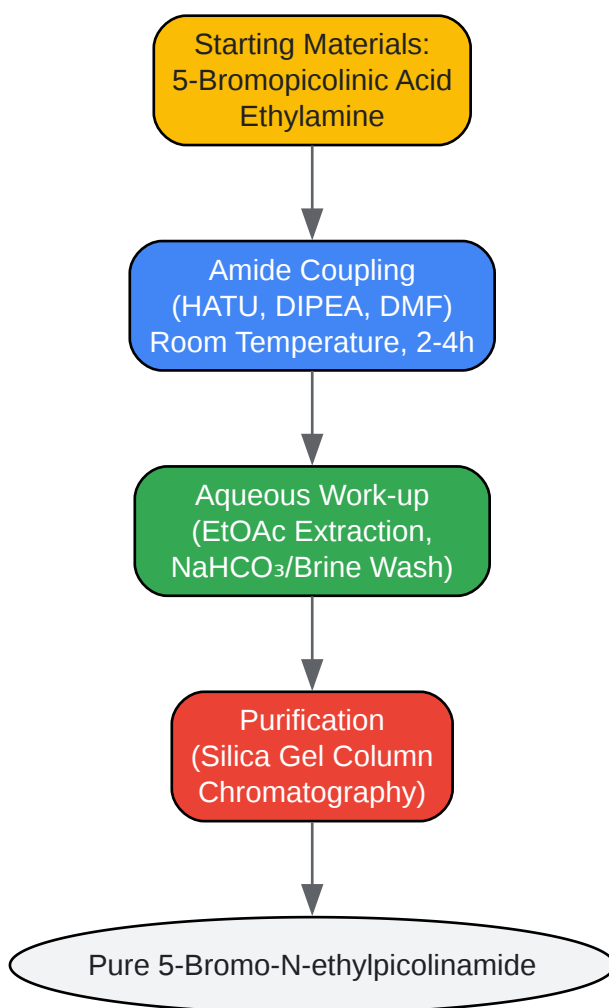 Starting Materials:
5-Bromopicolinic Acid
Ethylamine
Amide Coupling
(HATU, DIPEA, DMF)
Room Temperature, 2-4h
Aqueous Work-up
(EtOAc Extraction,
NaHCO₃/Brine Wash)
Purification
(Silica Gel Column
Chromatography)
Pure 5-Bromo-N-ethylpicolinamide